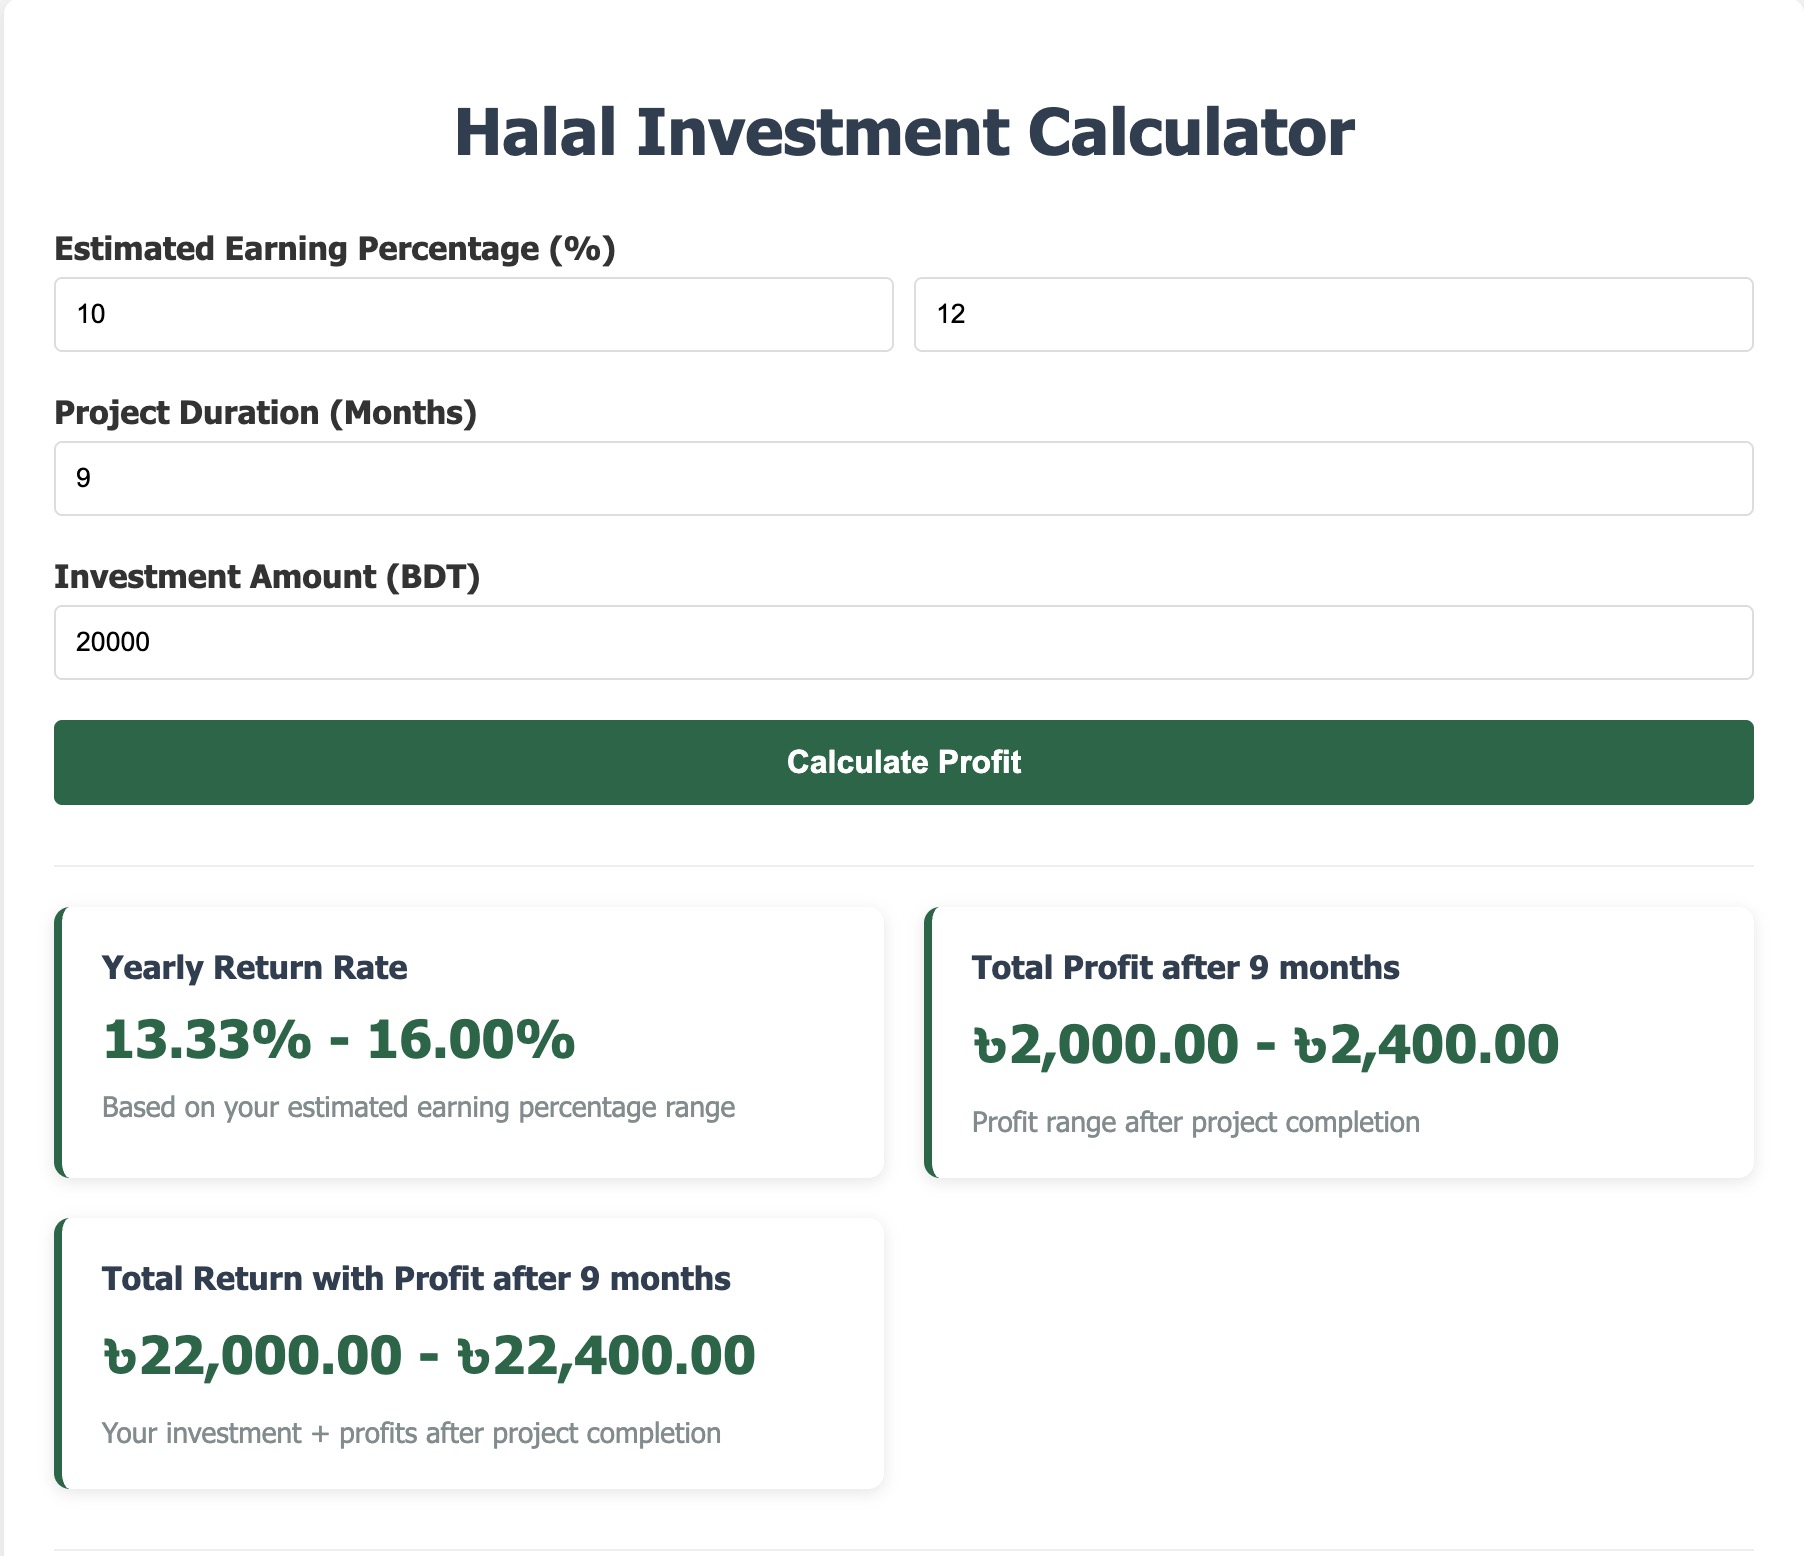 Halal Investment Calculator
Estimated Earning Percentage (%)
10
12
Project Duration (Months)
9
Investment Amount (BDT)
20000
Calculate Profit
Yearly Return Rate
13.33% - 16.00%
Based on your estimated earning percentage range
Total Profit after 9 months
৳2,000.00 - ৳2,400.00
Profit range after project completion
Total Return with Profit after 9 months
৳22,000.00 - ৳22,400.00
Your investment + profits after project completion